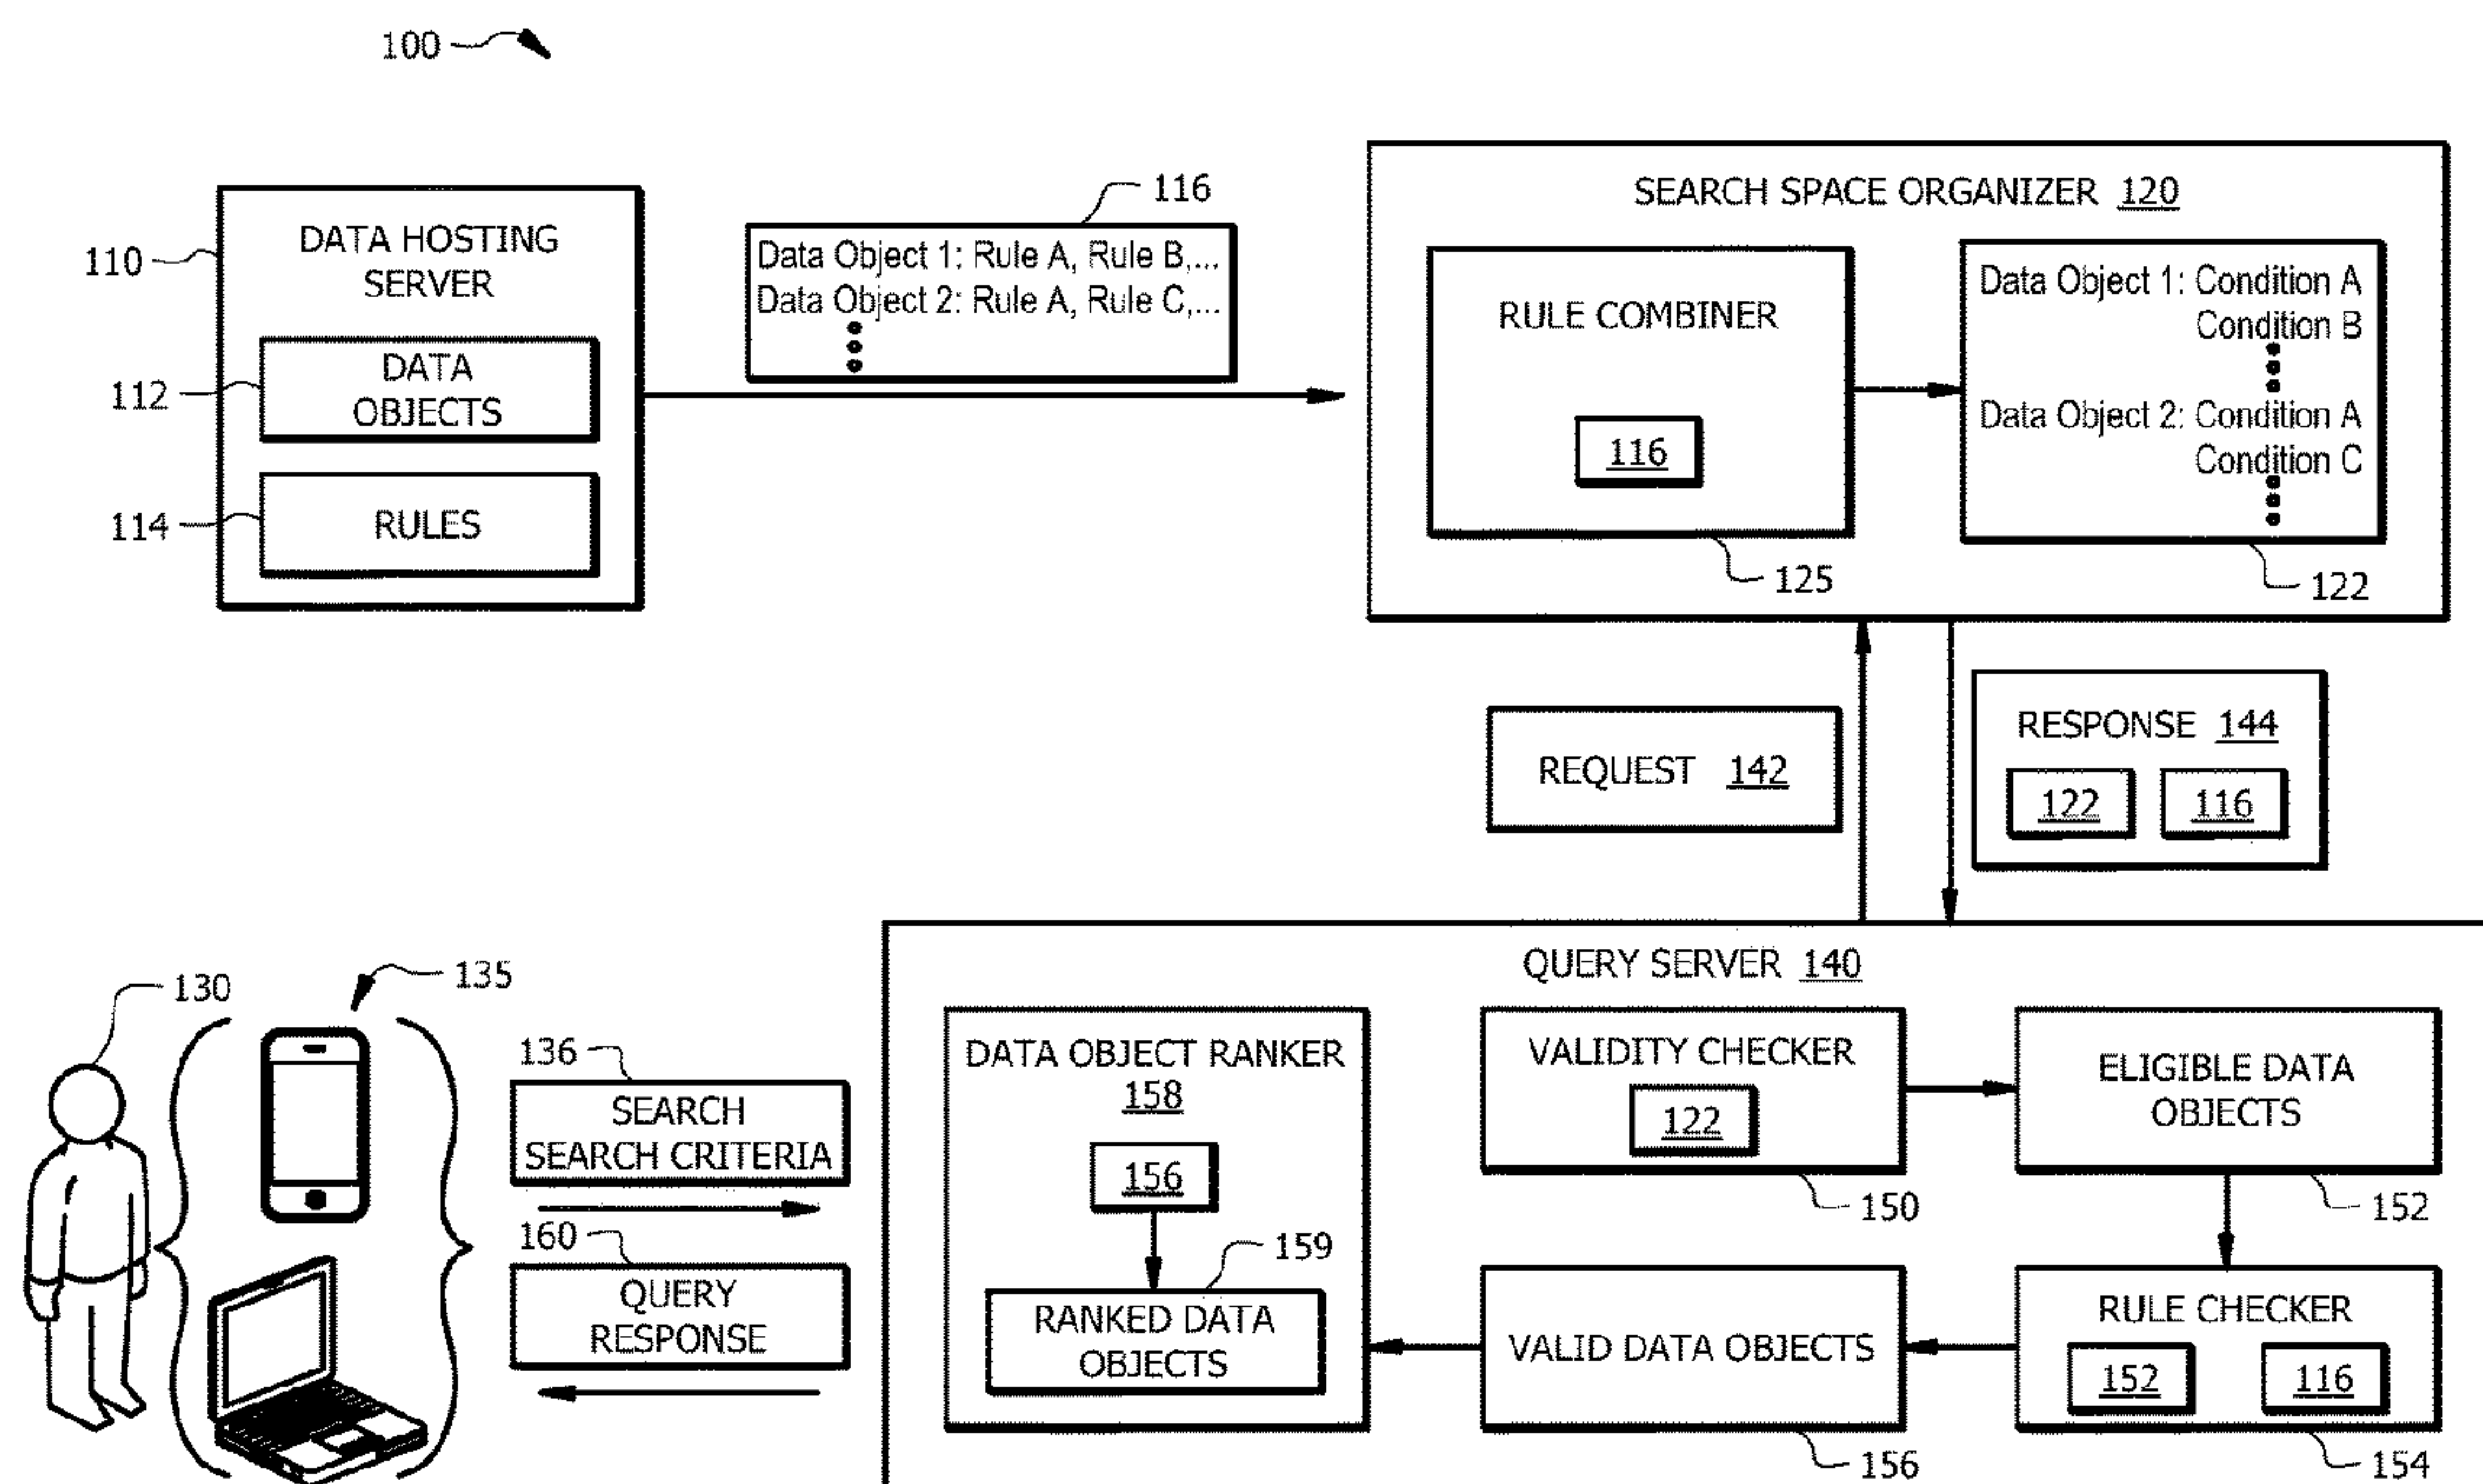 100
116
SEARCH SPACE ORGANIZER 120
DATA HOSTING
SERVER
110
DATA
OBJECTS
112
RULES
114
Data Object 1: Rule A, Rule B,...
Data Object 2: Rule A, Rule C,...
RULE COMBINER
116
125
Data Object 1: Condition A
Condition B
Data Object 2: Condition A
Condition C
122
REQUEST 142
RESPONSE 144
122 116
QUERY SERVER 140
130
135
136
SEARCH
SEARCH CRITERIA
160
QUERY
RESPONSE
DATA OBJECT RANKER
158
156
159
RANKED DATA
OBJECTS
VALIDITY CHECKER
122
150
ELIGIBLE DATA
OBJECTS
152
VALID DATA OBJECTS
156
RULE CHECKER
152 116
154